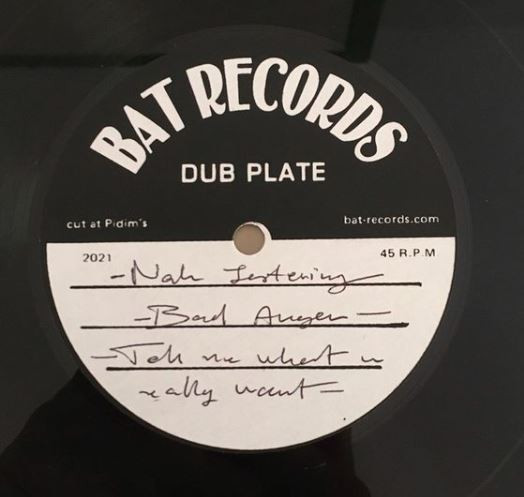 BAT RECORDS
DUB PLATE
cut at Pidim's
bat-records.com
2021
45 R.P.M
-Nah Listening
-Bad Anger-
-Tell me what u
really want-